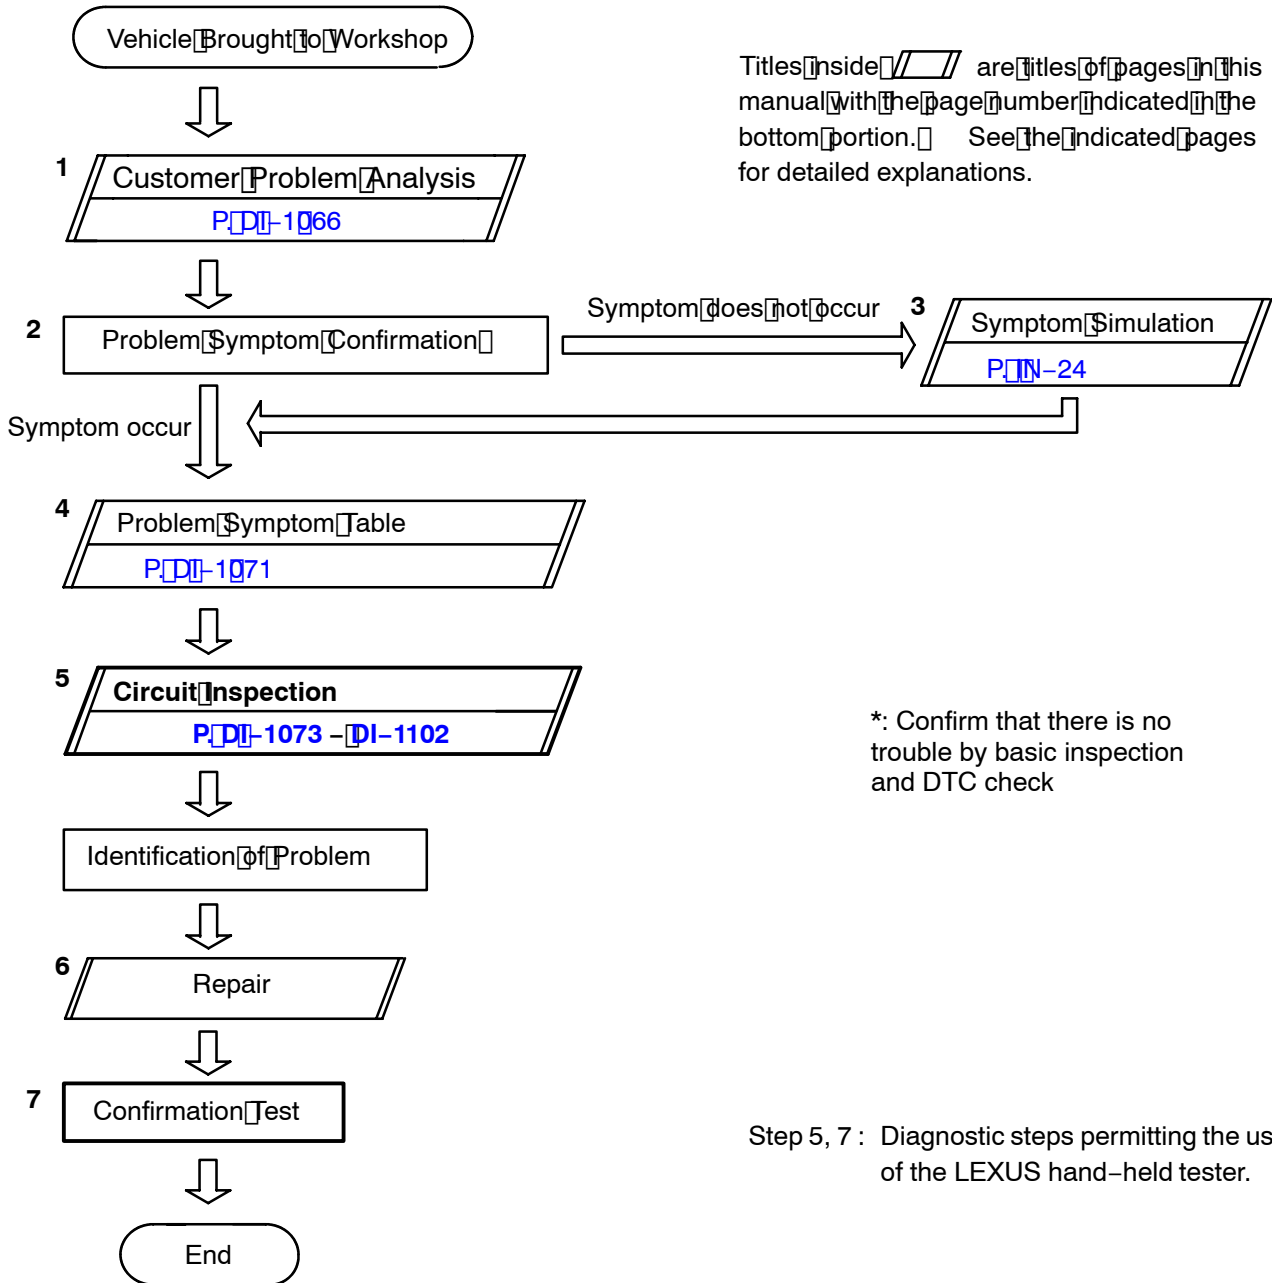 Vehicle Brought to Workshop
Titles inside are titles of pages in this
manual with the page number indicated in the
bottom portion. See the indicated pages
for detailed explanations.
1
Customer Problem Analysis
P. DI–1066
2
Problem Symptom Confirmation
Symptom does not occur
3
Symptom Simulation
P. IN–24
Symptom occur
4
Problem Symptom Table
P. DI–1071
5
Circuit Inspection
P. DI–1073 – DI–1102
*: Confirm that there is no
trouble by basic inspection
and DTC check
Identification of Problem
6
Repair
7
Confirmation Test
Step 5, 7 : Diagnostic steps permitting the us
of the LEXUS hand–held tester.
End